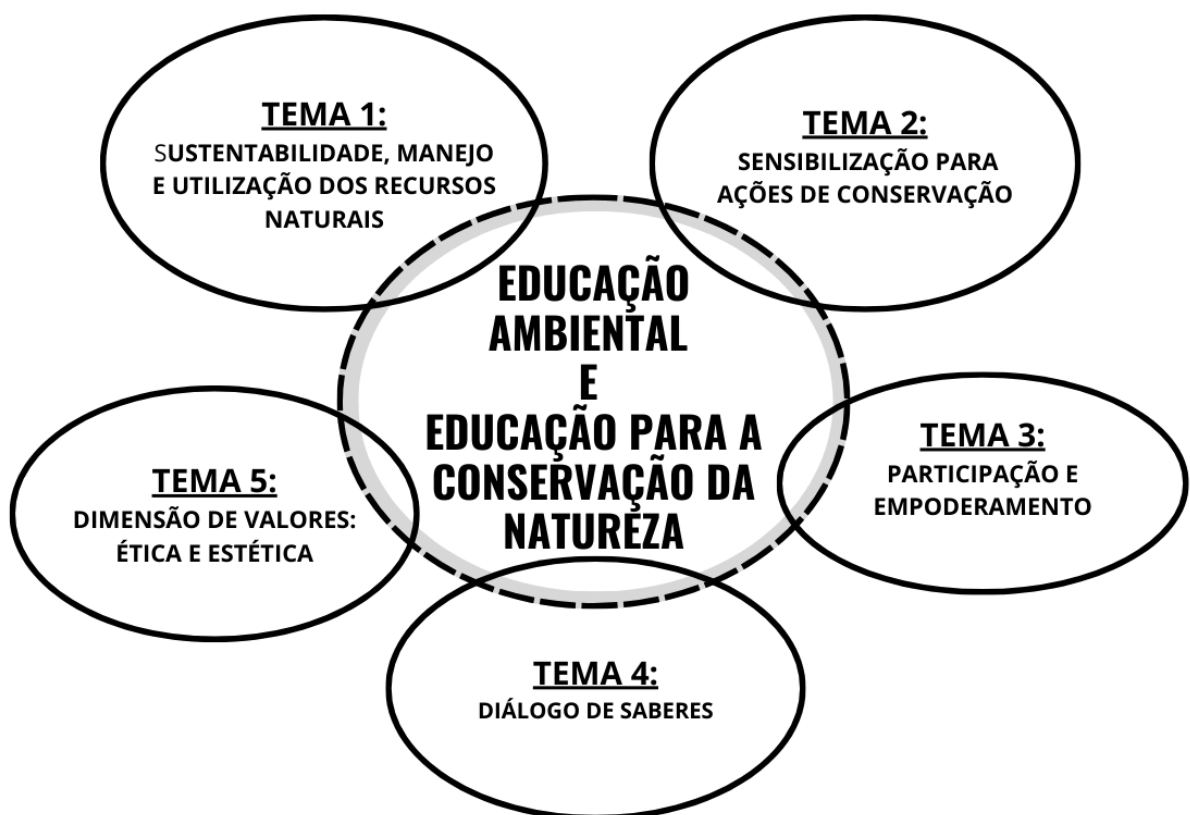 TEMA 1:
SUSTENTABILIDADE, MANEJO
E UTILIZAÇÃO DOS RECURSOS
NATURAIS
TEMA 2:
SENSIBILIZAÇÃO PARA
AÇÕES DE CONSERVAÇÃO
EDUCAÇÃO
AMBIENTAL
E
EDUCAÇÃO PARA A
CONSERVAÇÃO DA
NATUREZA
TEMA 3:
PARTICIPAÇÃO E
EMPODERAMENTO
TEMA 5:
DIMENSÃO DE VALORES:
ÉTICA E ESTÉTICA
TEMA 4:
DIÁLOGO DE SABERES